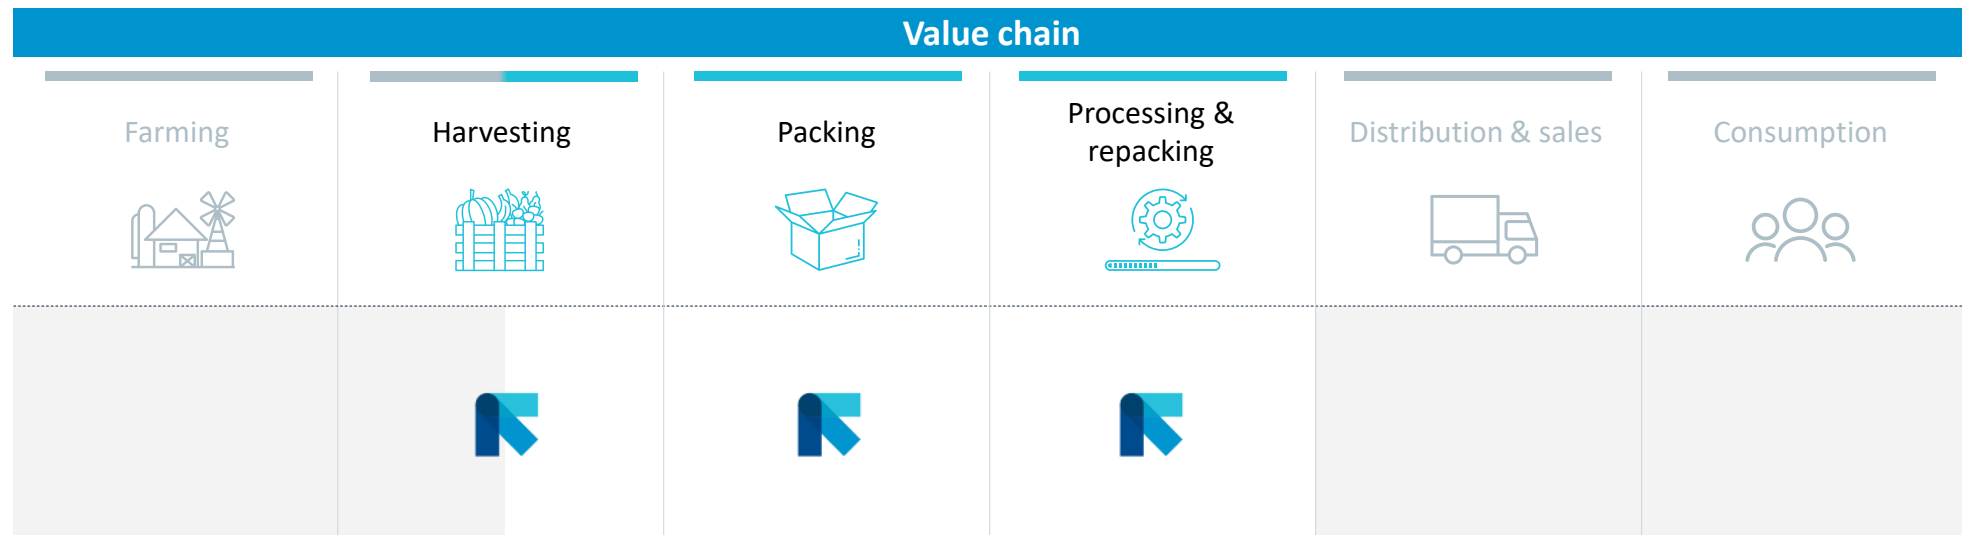 Value chain
Farming
Harvesting
Packing
Processing &
repacking
Distribution & sales
Consumption